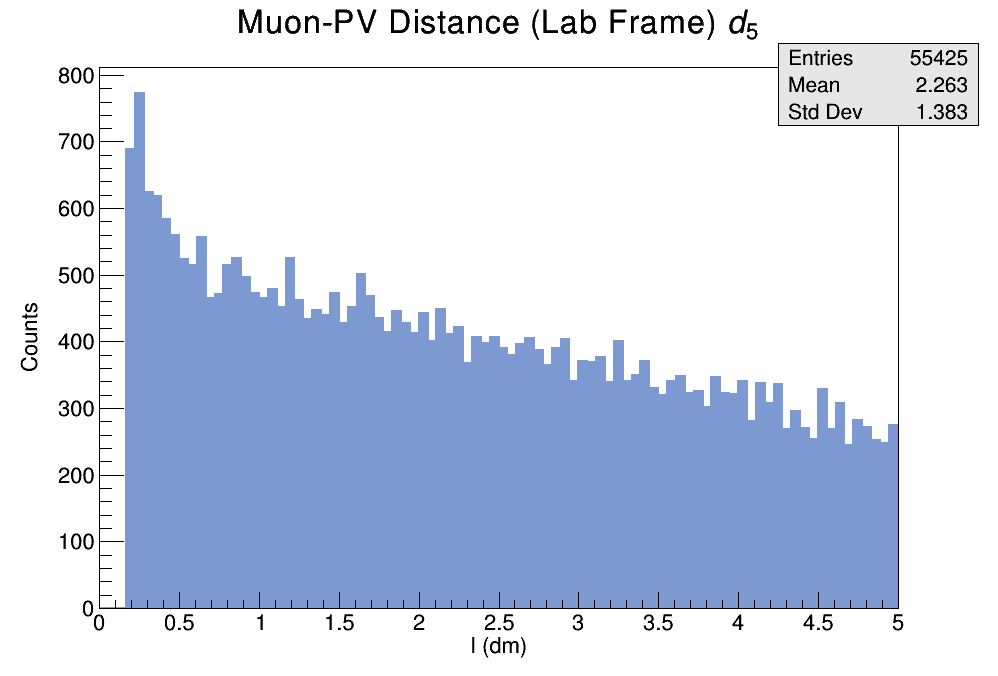 Muon-PV Distance (Lab Frame) d5
Entries 55425
Mean 2.263
Std Dev 1.383
800
700
600
500
400
300
200
100
0
Counts
0 0.5 1 1.5 2 2.5 3 3.5 4 4.5 5
l (dm)